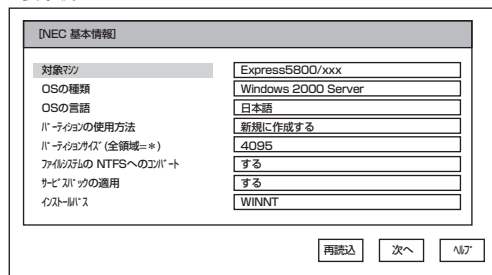 [NEC 基本情報]
対象ﾏｼﾝ Express5800/xxx
OSの種類 Windows 2000 Server
OSの言語 日本語
ﾊﾟｰﾃｨｼｮﾝの使用方法 新規に作成する
ﾊﾟｰﾃｨｼｮﾝｻｲｽﾞ(全領域=*) 4095
ﾌｧｲﾙｼｽﾃﾑの NTFSへのｺﾝﾊﾞｰﾄ する
ｻｰﾋﾞｽﾊﾟｯｸの適用 する
ｲﾝｽﾄｰﾙﾊﾟｽ WINNT
再読込 次へ ﾍﾙﾌﾟ